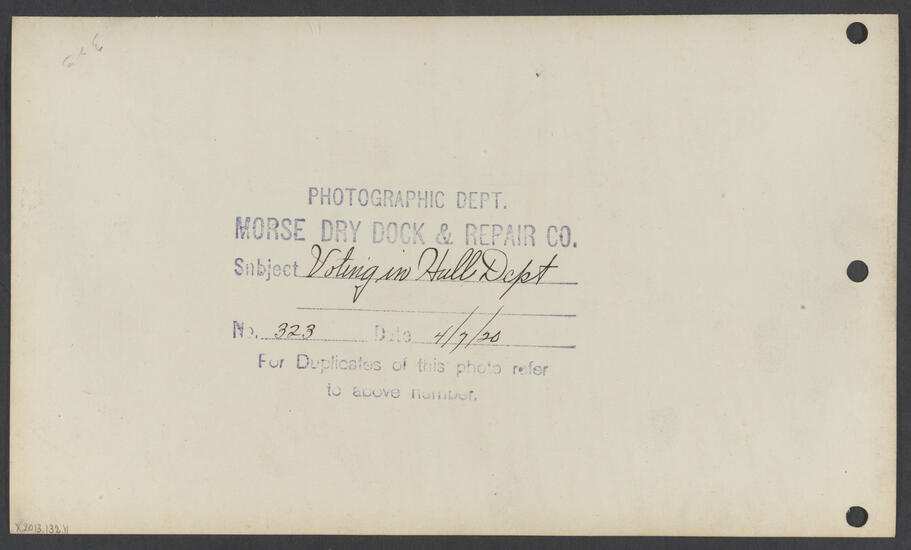 PHOTOGRAPHIC DEPT.
MORSE DRY DOCK & REPAIR CO.
Subject Voting in Hull Dept
No. 323 Date 4/7/20
For Duplicates of this photo refer
to above number.
X2013.132.11